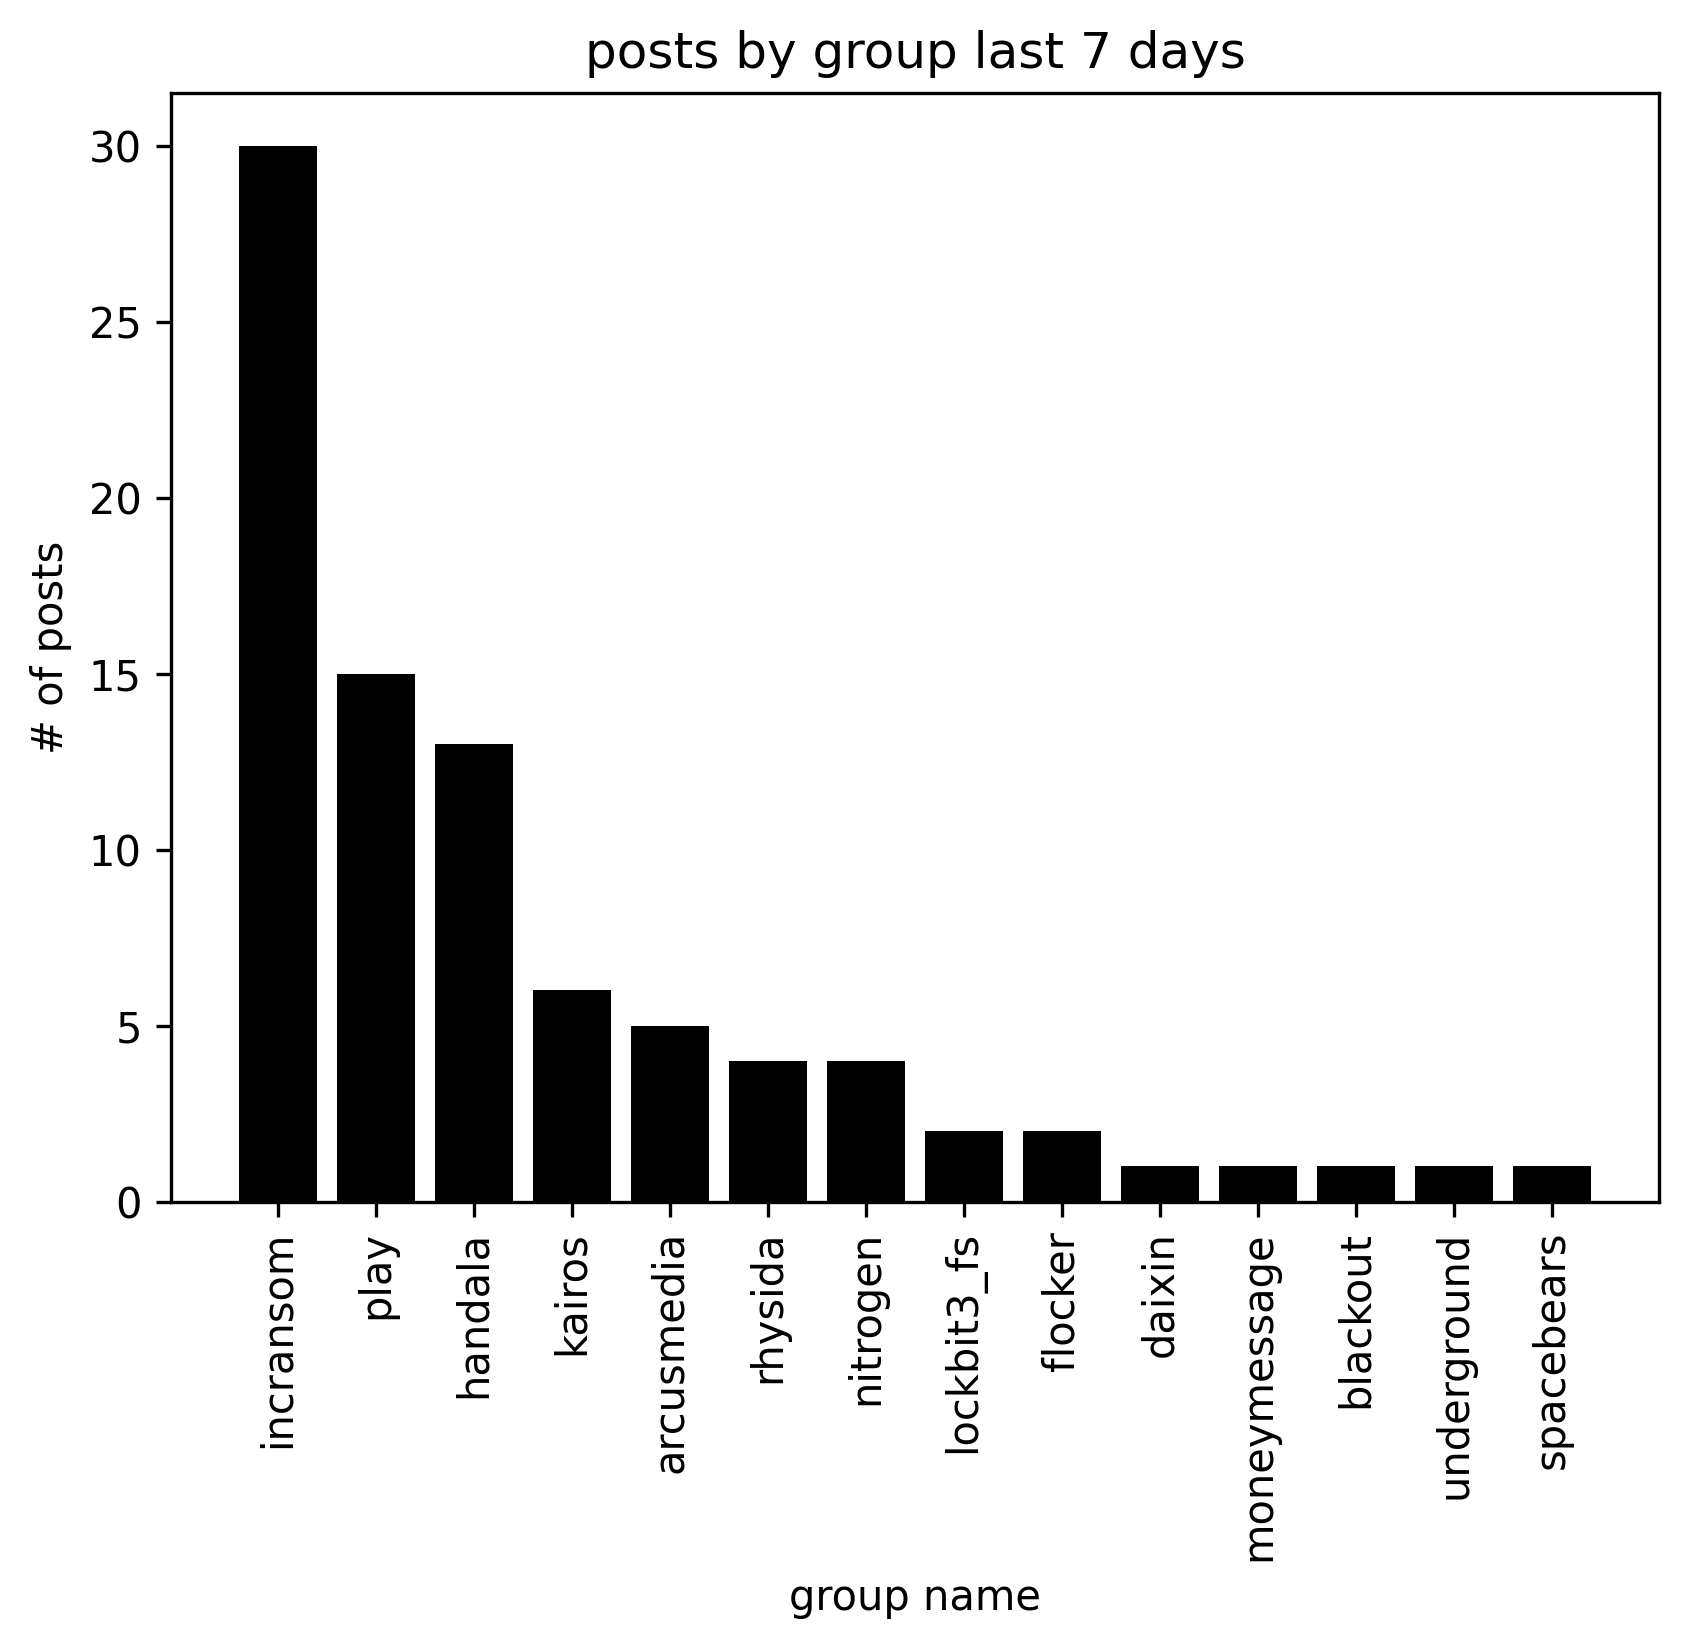 posts by group last 7 days
# of posts
30
25
20
15
10
5
0
incransom
play
handala
kairos
arcusmedia
rhysida
nitrogen
lockbit3_fs
flocker
daixin
moneymessage
blackout
underground
spacebears
group name